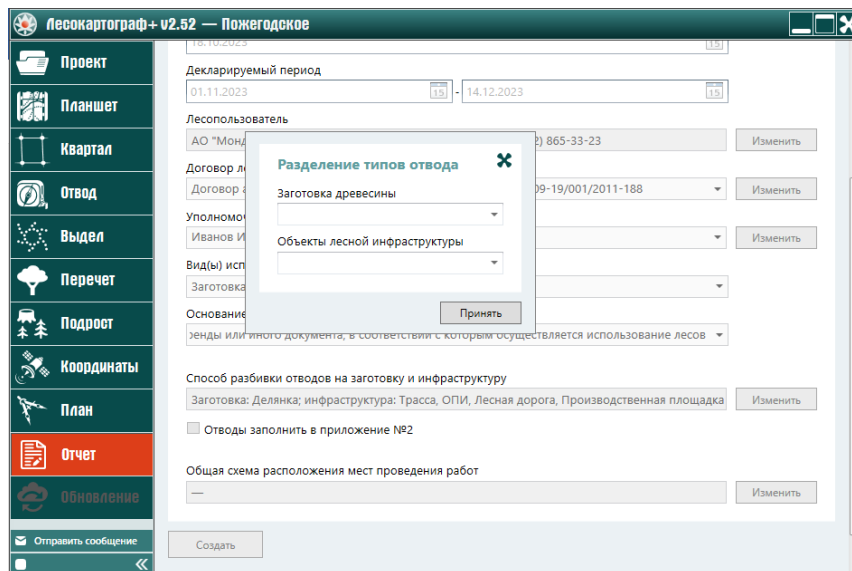 Лесокартограф+ v2.52 — Пожегодское
Проект
Планшет
Квартал
Отвод
Выдел
Перечет
Подрост
Координаты
План
Отчет
Обновление
Отправить сообщение
18.10.2023
15
Декларируемый период
01.11.2023
15
-
14.12.2023
15
Лесопользователь
АО "Монд
2) 865-33-23
Изменить
Договор
Договор
09-19/001/2011-188
Изменить
Уполномоч
Иванов И
Изменить
Вид(ы) исп
Заготовка
Основание
ренды или иного документа, в соответствии с которым осуществляется использование лесов
Способ разбивки отводов на заготовку и инфраструктуру
Заготовка: Делянка; инфраструктура: Трасса, ОПИ, Лесная дорога, Производственная площадка
Изменить
Отводы заполнить в приложение №2
Общая схема расположения мест проведения работ
—
Изменить
Создать
Разделение типов отвода
Заготовка древесины
Объекты лесной инфраструктуры
Принять